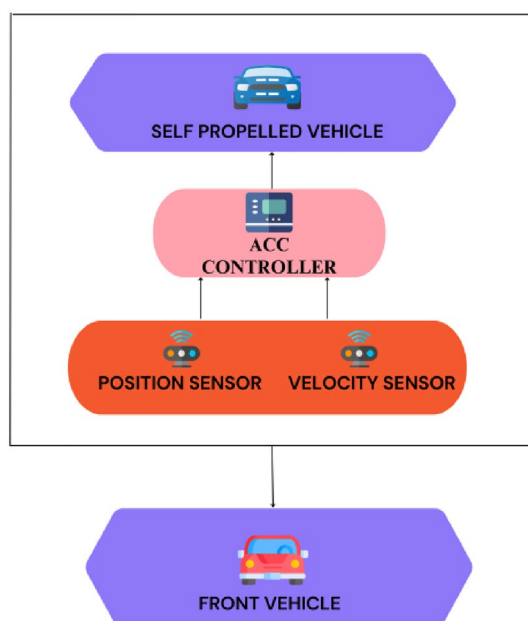 SELF PROPELLED VEHICLE
ACC
CONTROLLER
POSITION SENSOR
VELOCITY SENSOR
FRONT VEHICLE